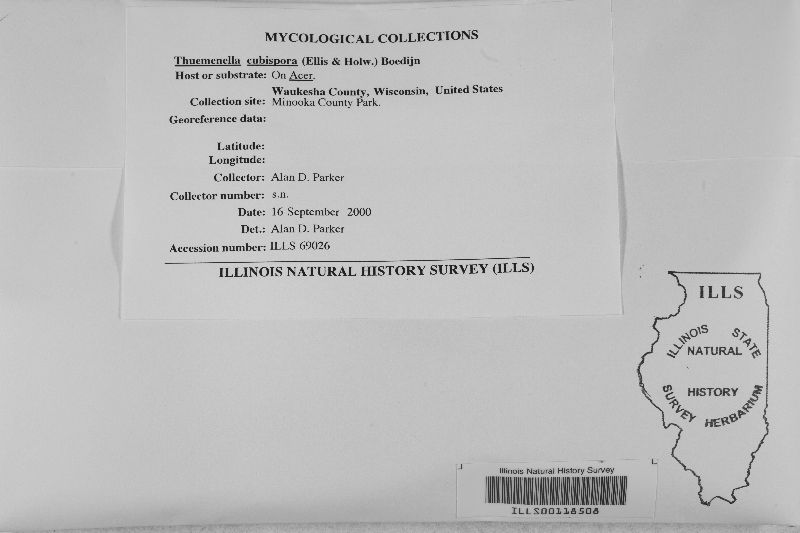 MYCOLOGICAL COLLECTIONS
Thuemenella cubispora (Ellis & Holw.) Boedijn
Host or substrate: On Acer.
Waukesha County, Wisconsin, United States
Collection site: Minooka County Park.
Georeference data:
Latitude:
Longitude:
Collector: Alan D. Parker
Collector number: s.n.
Date: 16 September 2000
Det.: Alan D. Parker
Accession number: ILLS 69026
ILLINOIS NATURAL HISTORY SURVEY (ILLS)
ILLS
ILLINOIS STATE
NATURAL
HISTORY
SURVEY HERBARIUM
Illinois Natural History Survey
ILLS00118508